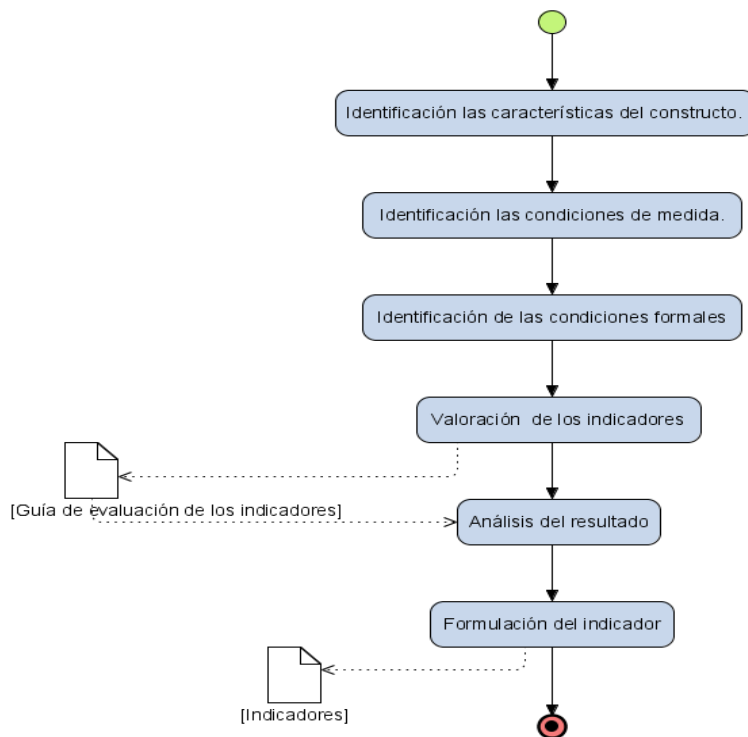 Identificación las características del constructo.
Identificación las condiciones de medida.
Identificación de las condiciones formales
Valoración de los indicadores
[Guía de evaluación de los indicadores]
Análisis del resultado
Formulación del indicador
[Indicadores]